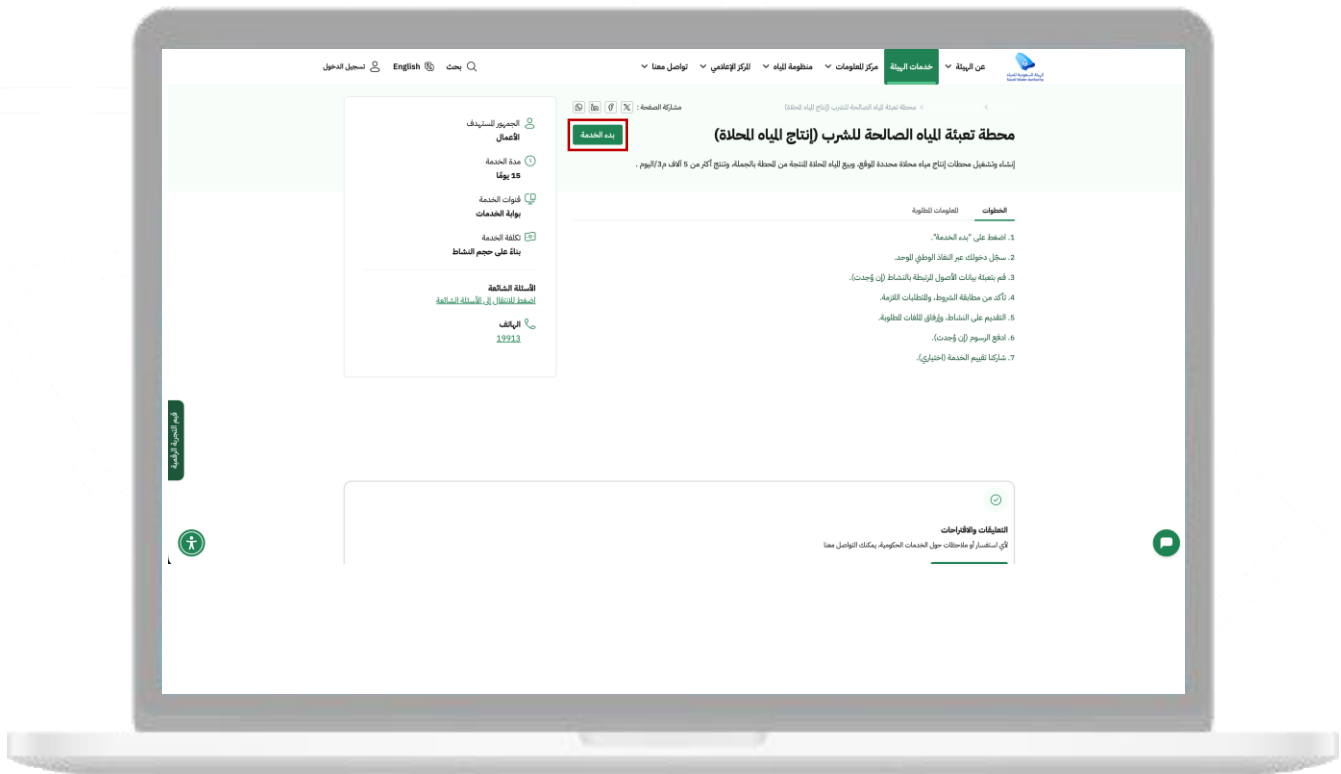 الهيئة السعودية للمياه
Saudi Water Authority
عن الهيئة
خدمات الهيئة
مركز المعلومات
منظومة المياه
المركز الإعلامي
تواصل معنا
بحث
English
تسجيل الدخول
محطة تعبئة المياه الصالحة للشرب (إنتاج المياه المحلاة)
مشاركة الصفحة :
محطة تعبئة المياه الصالحة للشرب (إنتاج المياه المحلاة)
بدء الخدمة
إنشاء وتشغيل محطات إنتاج مياه محلاة محددة الموقع، وبيع المياه المحلاة المنتجة من المحطة بالجملة، وتنتج أكثر من 5 آلاف م3/اليوم .
الخطوات
المعلومات المطلوبة
1. اضغط على "بدء الخدمة".
2. سجّل دخولك عبر النفاذ الوطني الموحد.
3. قم بتعبئة بيانات الأصول المرتبطة بالنشاط (إن وُجدت).
4. تأكد من مطابقة الشروط، والمتطلبات اللازمة.
5. التقديم على النشاط، وإرفاق الملفات المطلوبة.
6. ادفع الرسوم (إن وُجدت).
7. شاركنا تقييم الخدمة (اختياري).
الجمهور المستهدف
الأعمال
مدة الخدمة
15 يومًا
قنوات الخدمة
بوابة الخدمات
تكلفة الخدمة
بناءً على حجم النشاط
الأسئلة الشائعة
اضغط للانتقال إلى الأسئلة الشائعة
الهاتف
19913
قيم التجربة الرقمية
التعليقات والاقتراحات
لأي استفسار أو ملاحظات حول الخدمات الحكومية، يمكنك التواصل معنا